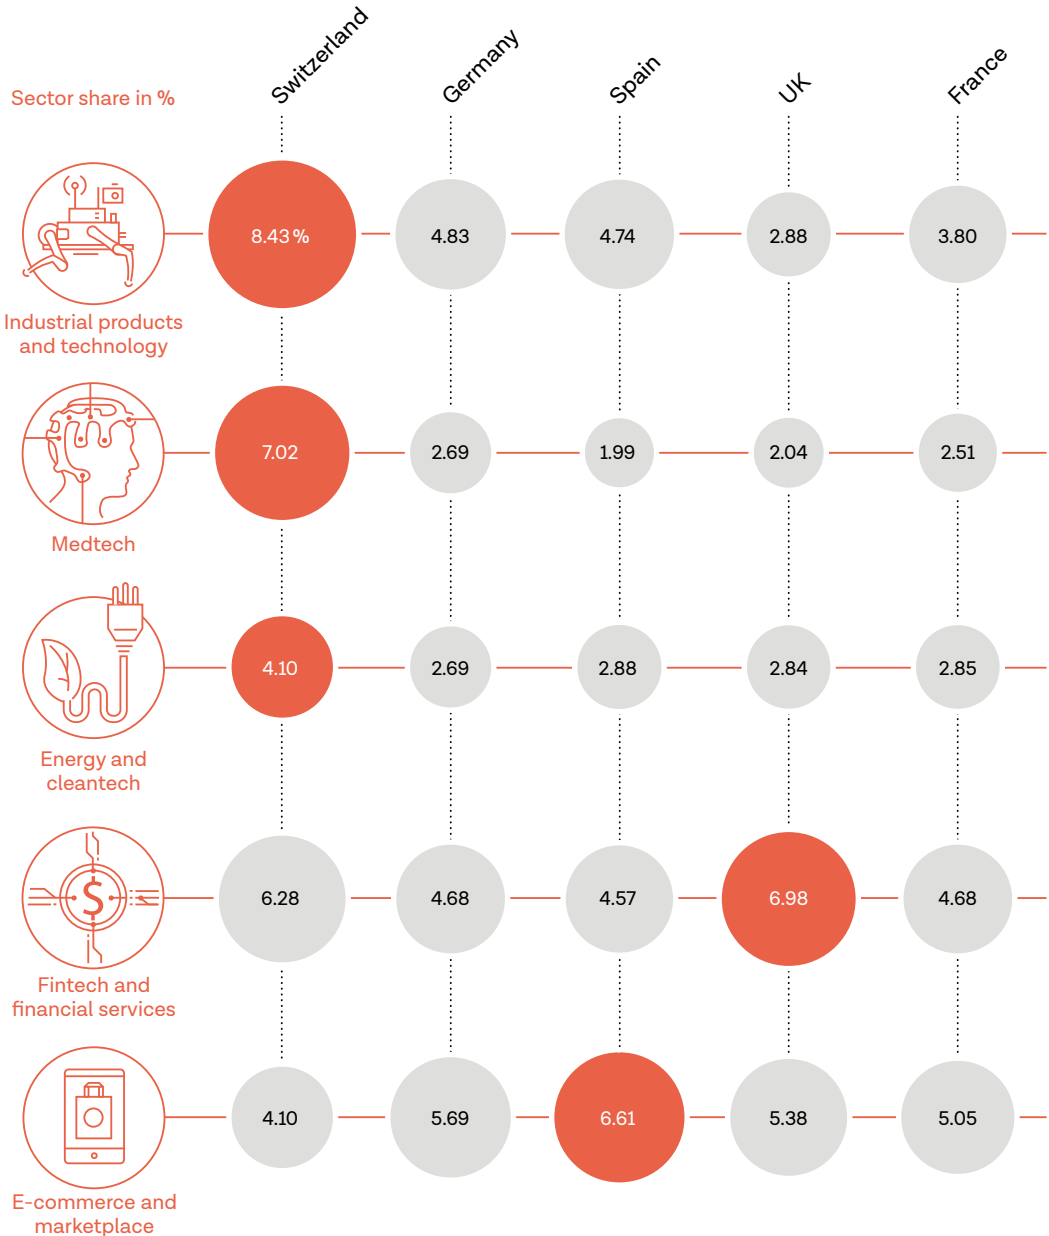 Switzerland
Germany
Spain
UK
France
Sector share in %
8.43 %
4.83
4.74
2.88
3.80
Industrial products
and technology
7.02
2.69
1.99
2.04
2.51
Medtech
4.10
2.69
2.88
2.84
2.85
Energy and
cleantech
$
6.28
4.68
4.57
6.98
4.68
Fintech and
financial services
4.10
5.69
6.61
5.38
5.05
E-commerce and
marketplace